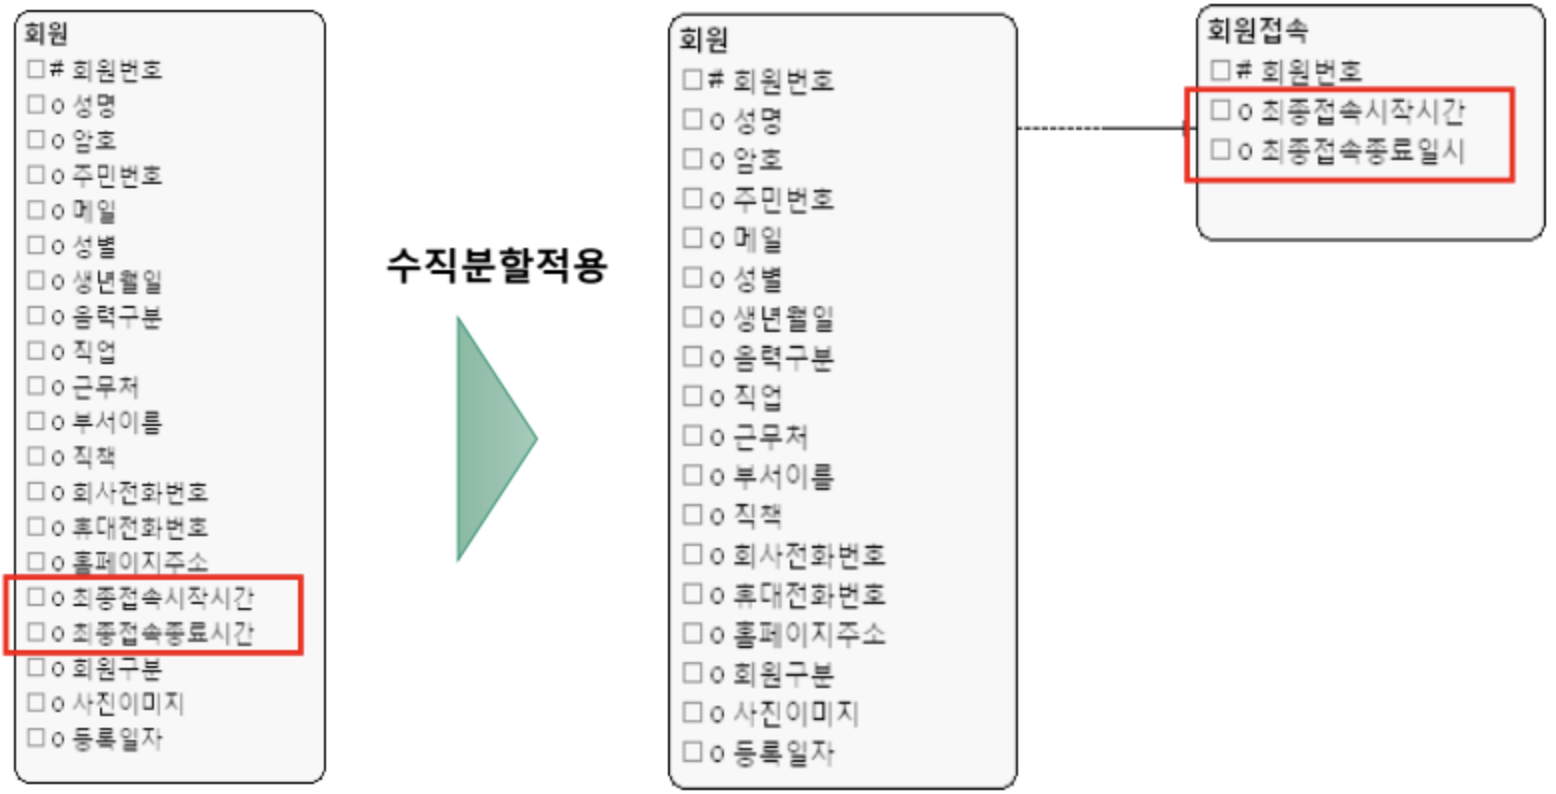 회원
□# 회원번호
□o 성명
□o 암호
□o 주민번호
□o 메일
□o 성별
□o 생년월일
□o 음력구분
□o 직업
□o 근무처
□o 부서이름
□o 직책
□o 회사전화번호
□o 휴대전화번호
□o 홈페이지주소
□o 최종접속시작시간
□o 최종접속종료시간
□o 회원구분
□o 사진이미지
□o 등록일자
수직분할적용
회원
□# 회원번호
□o 성명
□o 암호
□o 주민번호
□o 메일
□o 성별
□o 생년월일
□o 음력구분
□o 직업
□o 근무처
□o 부서이름
□o 직책
□o 회사전화번호
□o 휴대전화번호
□o 홈페이지주소
□o 회원구분
□o 사진이미지
□o 등록일자
회원접속
□# 회원번호
□o 최종접속시작시간
□o 최종접속종료일시